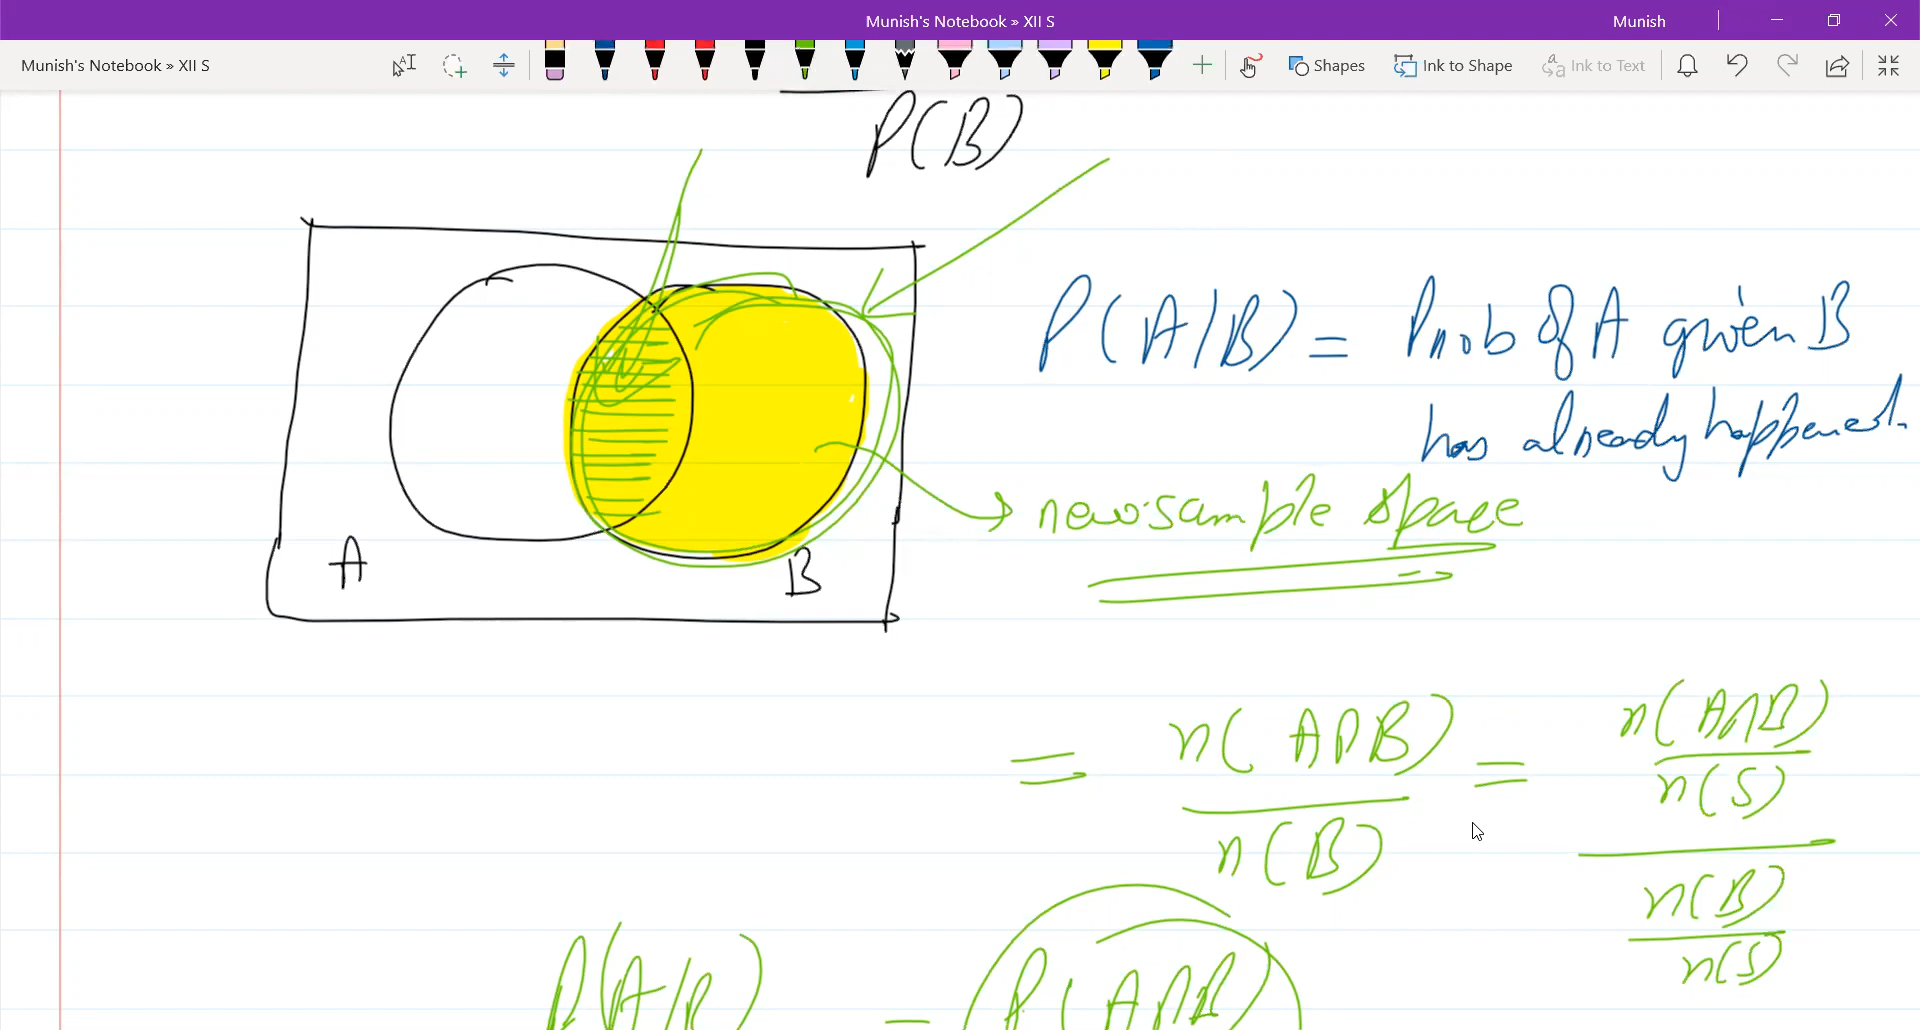 Munish's Notebook » XII S
Munish
Munish's Notebook » XII S
Shapes
Ink to Shape
Ink to Text
P(B)
P(A/B) = Prob of A given B
has already happened.
new sample space
A
B
= n(A∩B) / n(B) = n(A∩B) / n(S) / n(B) / n(S)
P(A/B) = P(A∩B)